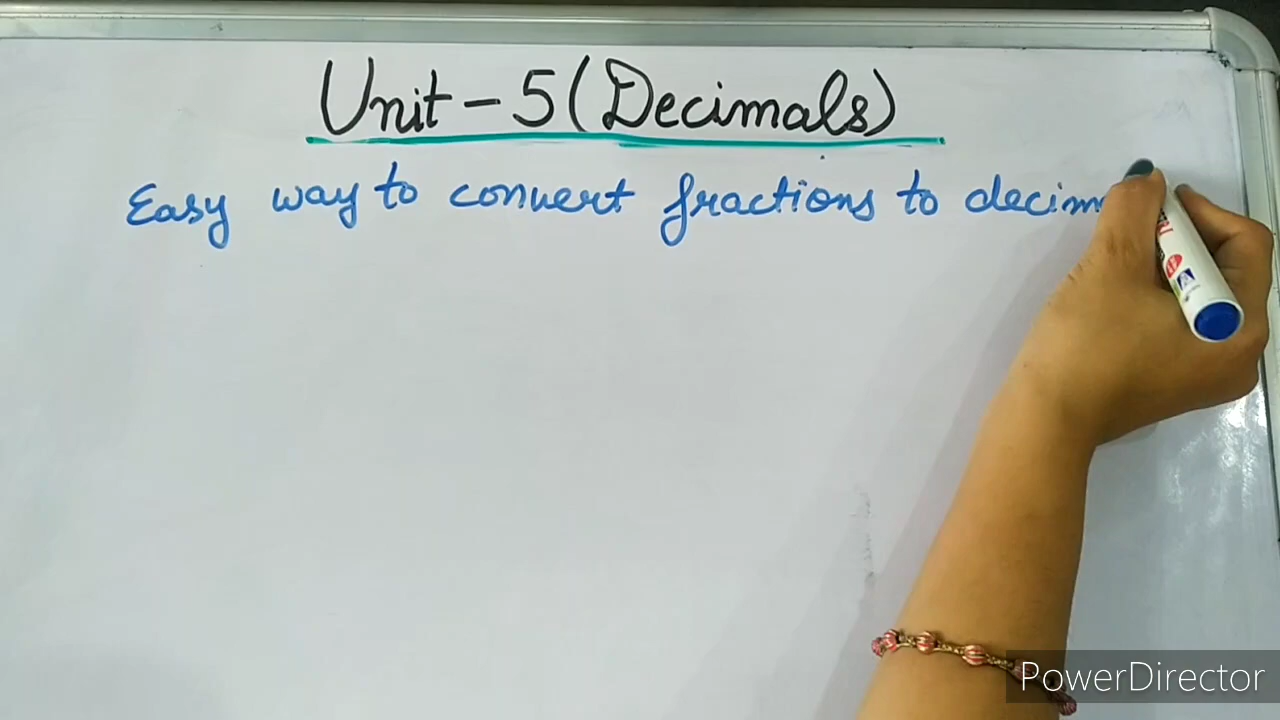 Unit - 5 (Decimals)
Easy way to convert fractions to decim
PowerDirector